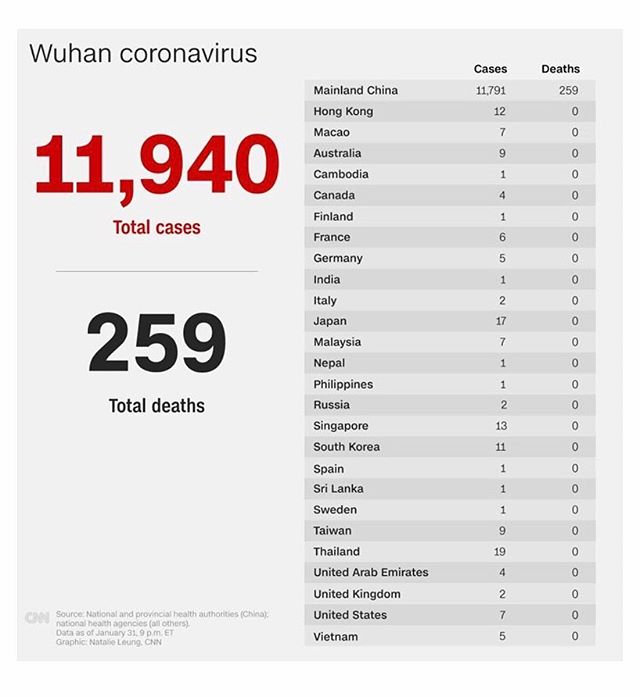 Wuhan coronavirus
11,940
Total cases
259
Total deaths
Cases Deaths
Mainland China 11,791 259
Hong Kong 12 0
Macao 7 0
Australia 9 0
Cambodia 1 0
Canada 4 0
Finland 1 0
France 6 0
Germany 5 0
India 1 0
Italy 2 0
Japan 17 0
Malaysia 7 0
Nepal 1 0
Philippines 1 0
Russia 2 0
Singapore 13 0
South Korea 11 0
Spain 1 0
Sri Lanka 1 0
Sweden 1 0
Taiwan 9 0
Thailand 19 0
United Arab Emirates 4 0
United Kingdom 2 0
United States 7 0
Vietnam 5 0
CNN
Source: National and provincial health authorities (China);
national health agencies (all others).
Data as of January 31, 9 p.m. ET
Graphic: Natalie Leung, CNN